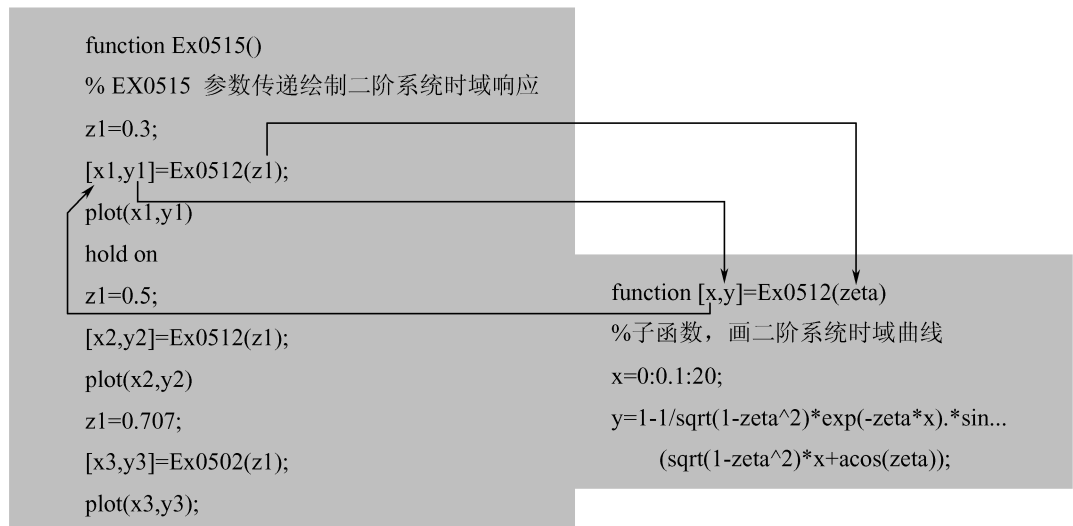 function Ex0515()
% EX0515 参数传递绘制二阶系统时域响应
z1=0.3;
[x1,y1]=Ex0512(z1);
plot(x1,y1)
hold on
z1=0.5;
[x2,y2]=Ex0512(z1);
plot(x2,y2)
z1=0.707;
[x3,y3]=Ex0502(z1);
plot(x3,y3);
function [x,y]=Ex0512(zeta)
%子函数，画二阶系统时域曲线
x=0:0.1:20;
y=1-1/sqrt(1-zeta^2)*exp(-zeta*x).*sin...
(sqrt(1-zeta^2)*x+acos(zeta));